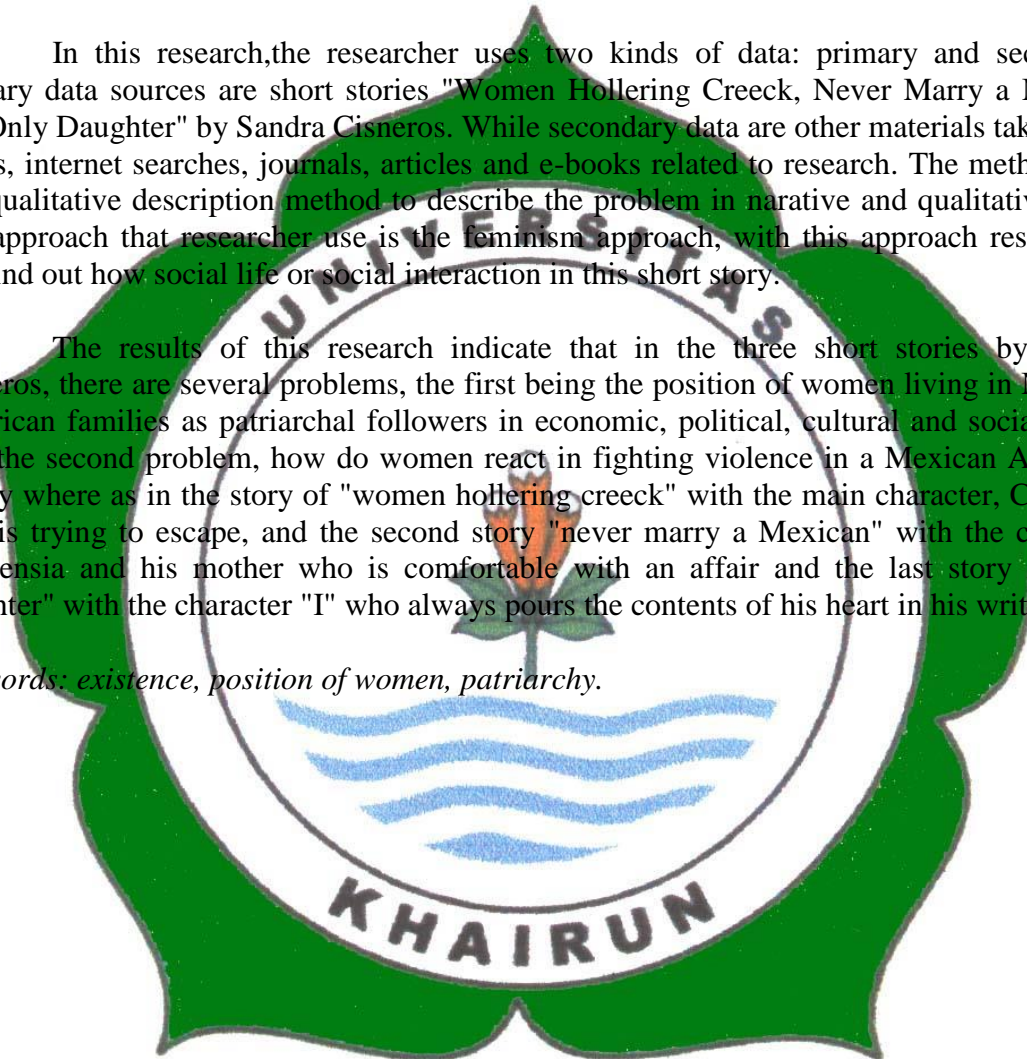 In this research,the researcher uses two kinds of data: primary and sec
ary data sources are short stories "Women Hollering Creeck, Never Marry a
Only Daughter" by Sandra Cisneros. While secondary data are other materials tak
s, internet searches, journals, articles and e-books related to research. The meth
qualitative description method to describe the problem in narative and qualitativ
approach that researcher use is the feminism approach, with this approach res
ind out how social life or social interaction in this short story.
The results of this research indicate that in the three short stories by
eros, there are several problems, the first being the position of women living in
rican families as patriarchal followers in economic, political, cultural and socia
the second problem, how do women react in fighting violence in a Mexican A
y where as in the story of "women hollering creeck" with the main character, C
is trying to escape, and the second story "never marry a Mexican" with the c
ensia and his mother who is comfortable with an affair and the last story
nter" with the character "I" who always pours the contents of his heart in his writ
ords: existence, position of women, patriarchy.
UNIVERSITAS
KHAIRUN